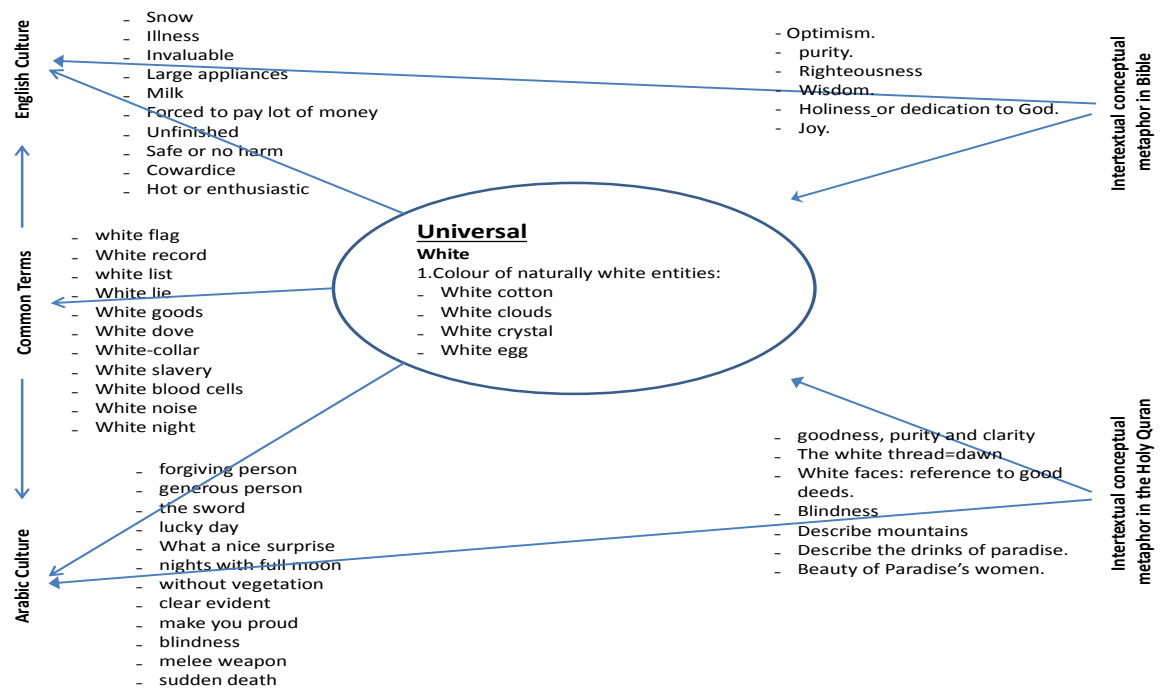 English Culture
- Snow
- Illness
- Invaluable
- Large appliances
- Milk
- Forced to pay lot of money
- Unfinished
- Safe or no harm
- Cowardice
- Hot or enthusiastic
- Optimism.
- purity.
- Righteousness
- Wisdom.
- Holiness or dedication to God.
- Joy.
Intertextual conceptual
metaphor in Bible
Common Terms
- white flag
- White record
- white list
- White lie
- White goods
- White dove
- White-collar
- White slavery
- White blood cells
- White noise
- White night
Universal
White
1.Colour of naturally white entities:
- White cotton
- White clouds
- White crystal
- White egg
Arabic Culture
- forgiving person
- generous person
- the sword
- lucky day
- What a nice surprise
- nights with full moon
- without vegetation
- clear evident
- make you proud
- blindness
- melee weapon
- sudden death
- goodness, purity and clarity
- The white thread=dawn
- White faces: reference to good
deeds.
- Blindness
- Describe mountains
- Describe the drinks of paradise.
- Beauty of Paradise's women.
Intertextual conceptual
metaphor in the Holy Quran